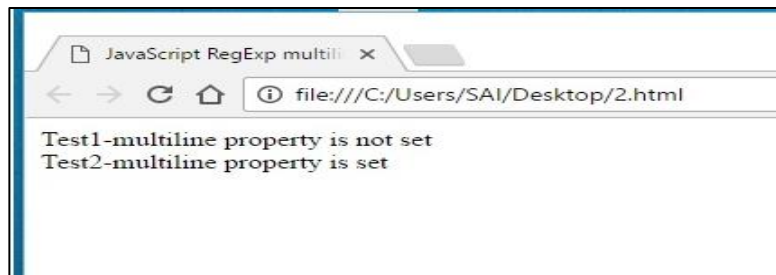 JavaScript RegExp multili
file:///C:/Users/SAI/Desktop/2.html
Test1-multiline property is not set
Test2-multiline property is set